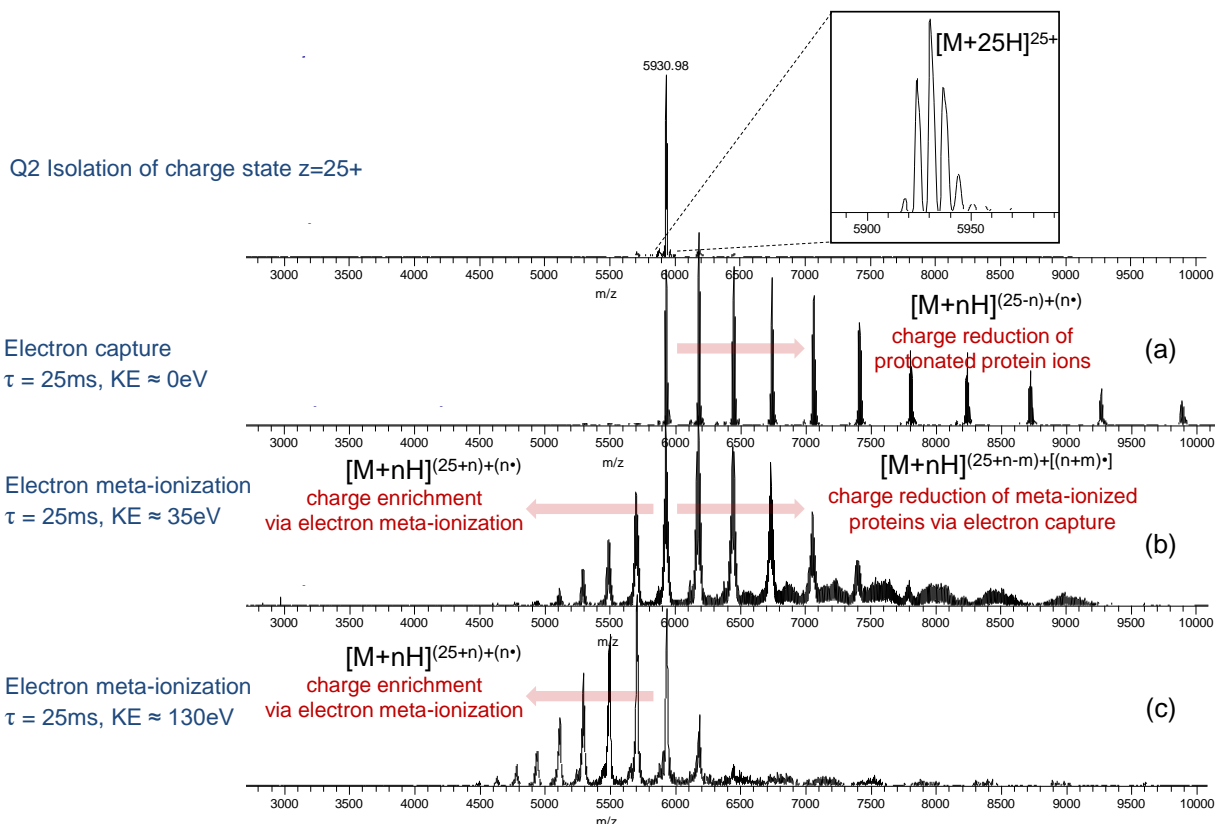 [M+25H]25+
5930.98
Q2 Isolation of charge state z=25+
5900 5950
3000 3500 4000 4500 5000 5500 6000 6500 7000 7500 8000 8500 9000 9500 10000
m/z
[M+nH](25-n)+(n•)
Electron capture
τ = 25ms, KE ≈ 0eV
charge reduction of
protonated protein ions
(a)
3000 3500 4000 4500 5000 5500 6000 6500 7000 7500 8000 8500 9000 9500 10000
m/z
[M+nH](25+n)+(n•)
[M+nH](25+n-m)+[(n+m)•]
Electron meta-ionization
τ = 25ms, KE ≈ 35eV
charge enrichment
via electron meta-ionization
charge reduction of meta-ionized
proteins via electron capture
(b)
3000 3500 4000 4500 5000 5500 6000 6500 7000 7500 8000 8500 9000 9500 10000
m/z
[M+nH](25+n)+(n•)
Electron meta-ionization
τ = 25ms, KE ≈ 130eV
charge enrichment
via electron meta-ionization
(c)
3000 3500 4000 4500 5000 5500 6000 6500 7000 7500 8000 8500 9000 9500 10000
m/z